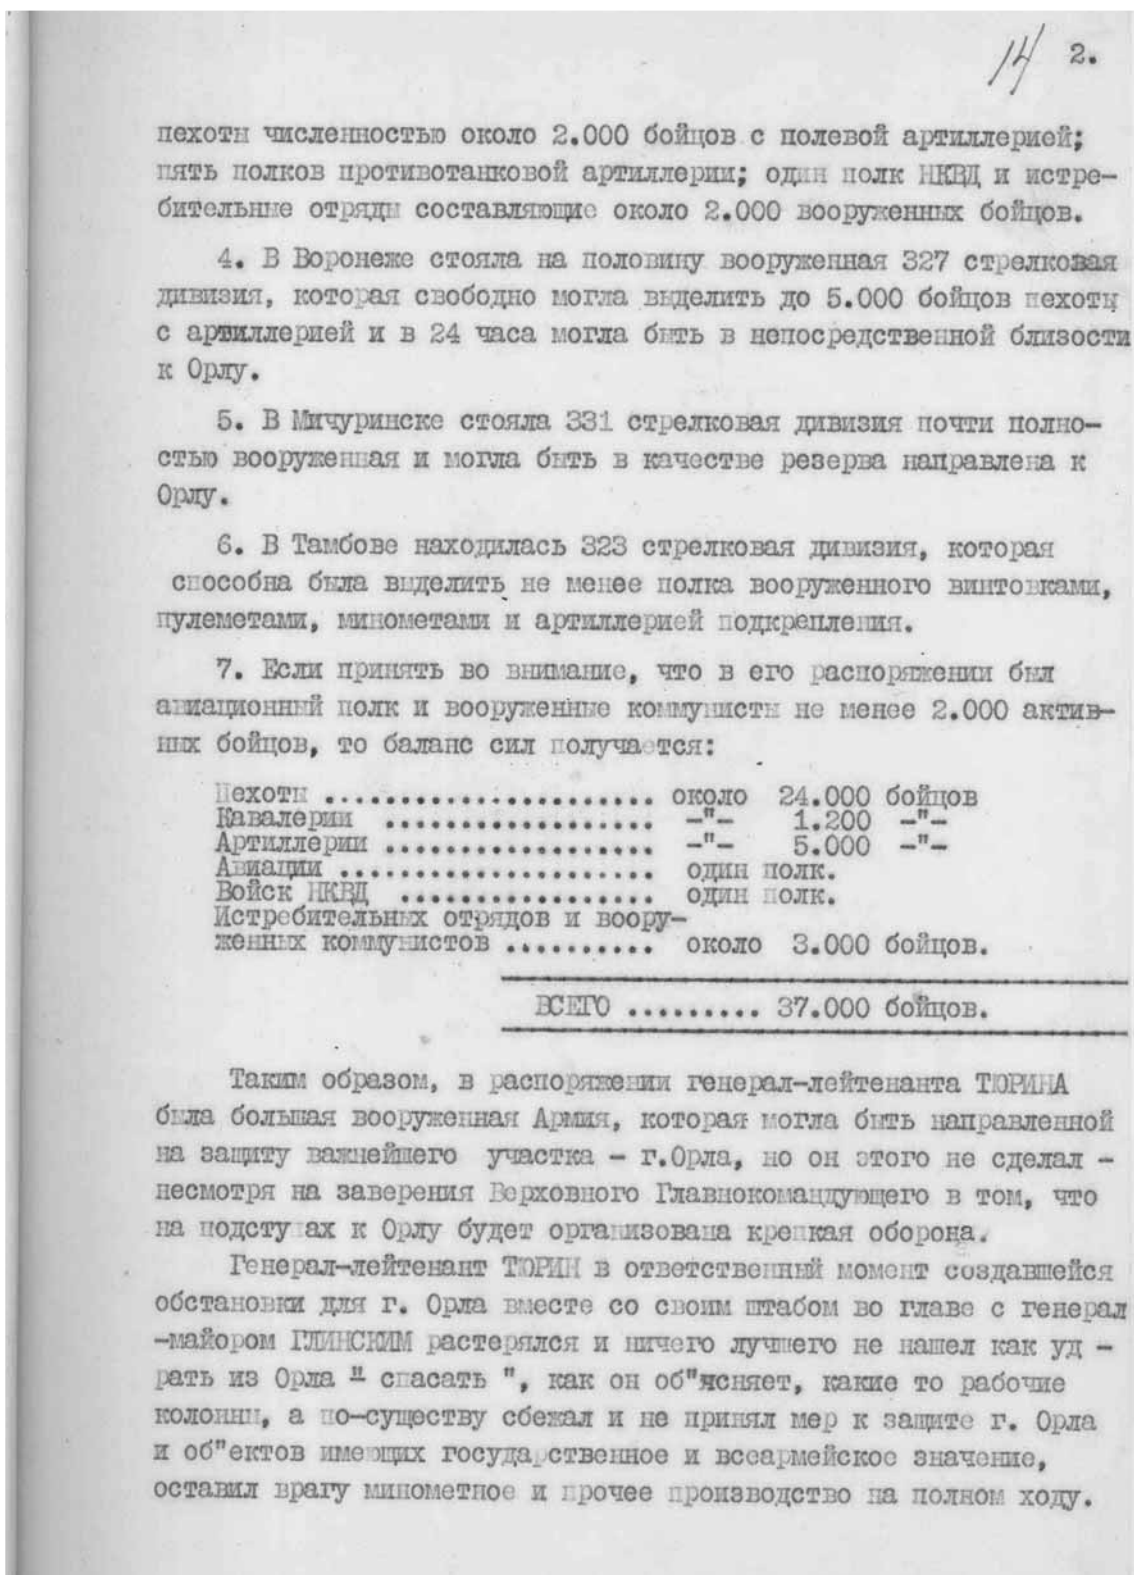 14 2.
пехоты численностью около 2.000 бойцов с полевой артиллерией;
пять полков противотанковой артиллерии; один полк НКВД и истре-
бительные отряды составляющие около 2.000 вооруженных бойцов.
4. В Воронеже стояла на половину вооруженная 327 стрелковая
дивизия, которая свободно могла выделить до 5.000 бойцов пехоты
с артиллерией и в 24 часа могла быть в непосредственной близости
к Орлу.
5. В Мичуринске стояла 331 стрелковая дивизия почти полно-
стью вооруженная и могла быть в качестве резерва направлена к
Орлу.
6. В Тамбове находилась 323 стрелковая дивизия, которая
способна была выделить не менее полка вооруженного винтовками,
пулеметами, минометами и артиллерией подкрепления.
7. Если принять во внимание, что в его распоряжении был
авиационный полк и вооруженные коммунисты не менее 2.000 актив-
ных бойцов, то баланс сил получается:
Пехоты ...................... около 24.000 бойцов
Кавалерии .................. -"- 1.200 -"-
Артиллерии .................. -"- 5.000 -"-
Авиации ..................... один полк.
Войск НКВД ................. один полк.
Истребительных отрядов и воору-
женных коммунистов .......... около 3.000 бойцов.
ВСЕГО ......... 37.000 бойцов.
Таким образом, в распоряжении генерал-лейтенанта ТЮРИНА
была большая вооруженная Армия, которая могла быть направленной
на защиту важнейшего участка - г.Орла, но он этого не сделал -
несмотря на заверения Верховного Главнокомандующего в том, что
на подступах к Орлу будет организована крепкая оборона.
Генерал-лейтенант ТЮРИН в ответственный момент создавшейся
обстановки для г. Орла вместе со своим штабом во главе с генерал
-майором ГЛИНСКИМ растерялся и ничего лучшего не нашел как уд -
рать из Орла " спасать ", как он об"ясняет, какие то рабочие
колонны, а по-существу сбежал и не принял мер к защите г. Орла
и об"ектов имеющих государственное и всеармейское значение,
оставил врагу минометное и прочее производство на полном ходу.